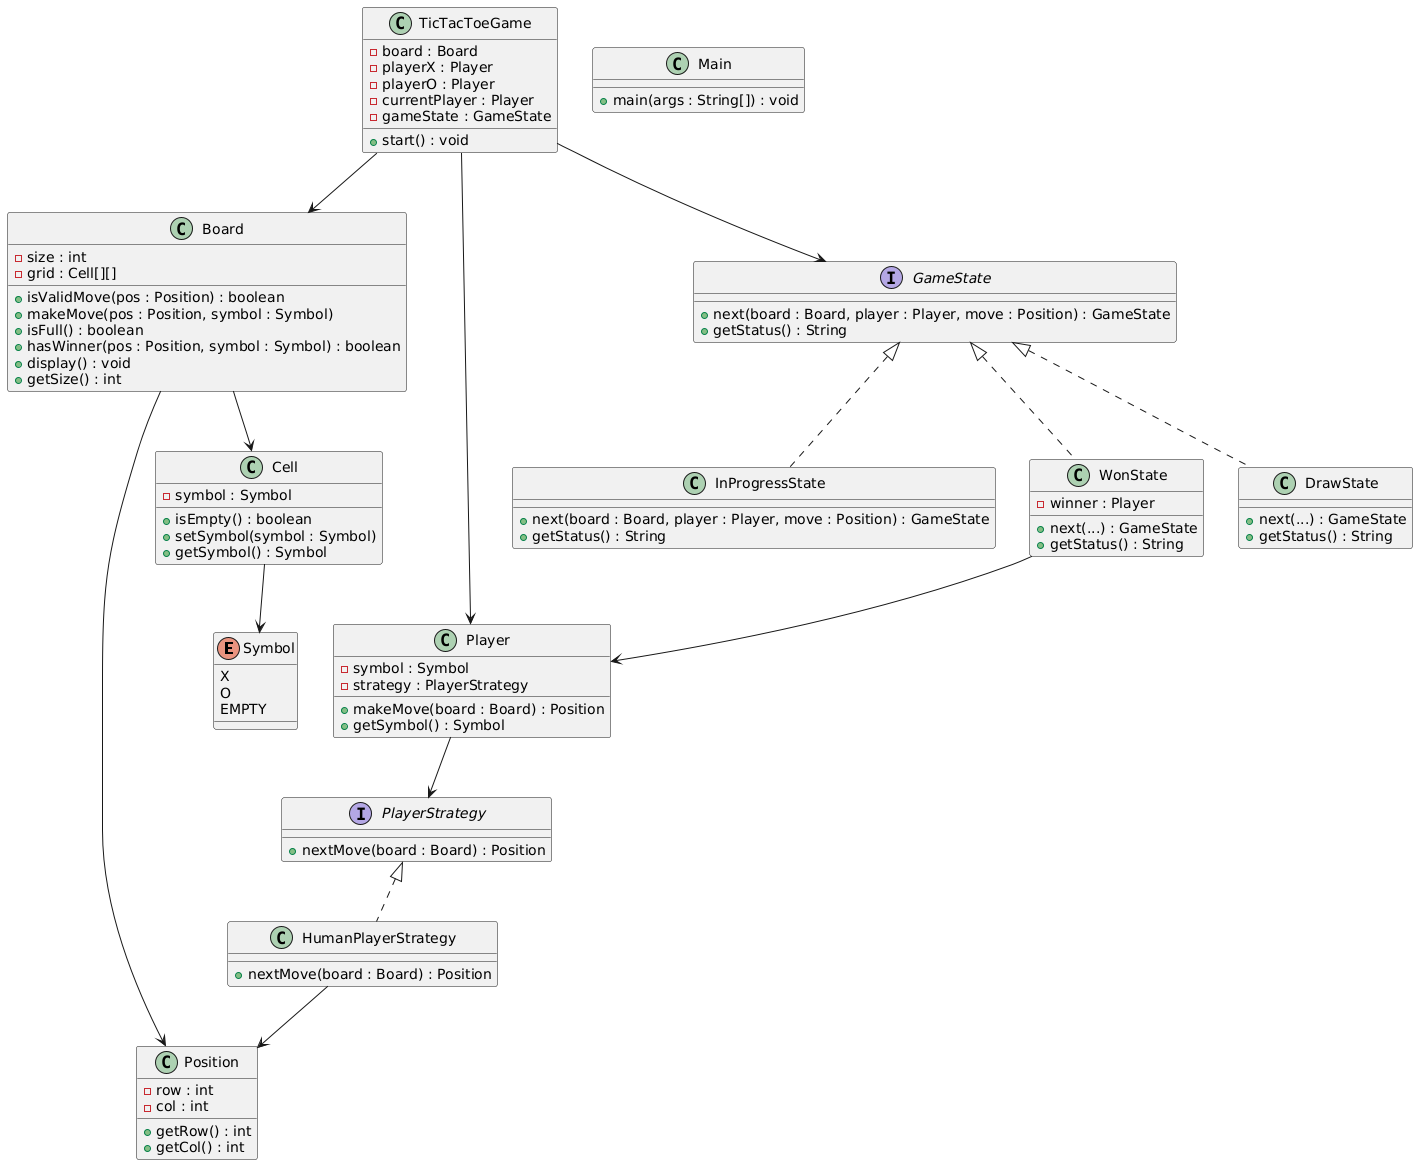 C TicTacToeGame
board : Board
playerX : Player
playerO : Player
currentPlayer : Player
gameState : GameState
start() : void
C Main
main(args : String[]) : void
C Board
size : int
grid : Cell[][]
isValidMove(pos : Position) : boolean
makeMove(pos : Position, symbol : Symbol)
isFull() : boolean
hasWinner(pos : Position, symbol : Symbol) : boolean
display() : void
getSize() : int
I GameState
next(board : Board, player : Player, move : Position) : GameState
getStatus() : String
C Cell
symbol : Symbol
isEmpty() : boolean
setSymbol(symbol : Symbol)
getSymbol() : Symbol
C InProgressState
next(board : Board, player : Player, move : Position) : GameState
getStatus() : String
C WonState
winner : Player
next(...) : GameState
getStatus() : String
C DrawState
next(...) : GameState
getStatus() : String
E Symbol
X
O
EMPTY
C Player
symbol : Symbol
strategy : PlayerStrategy
makeMove(board : Board) : Position
getSymbol() : Symbol
I PlayerStrategy
nextMove(board : Board) : Position
C HumanPlayerStrategy
nextMove(board : Board) : Position
C Position
row : int
col : int
getRow() : int
getCol() : int